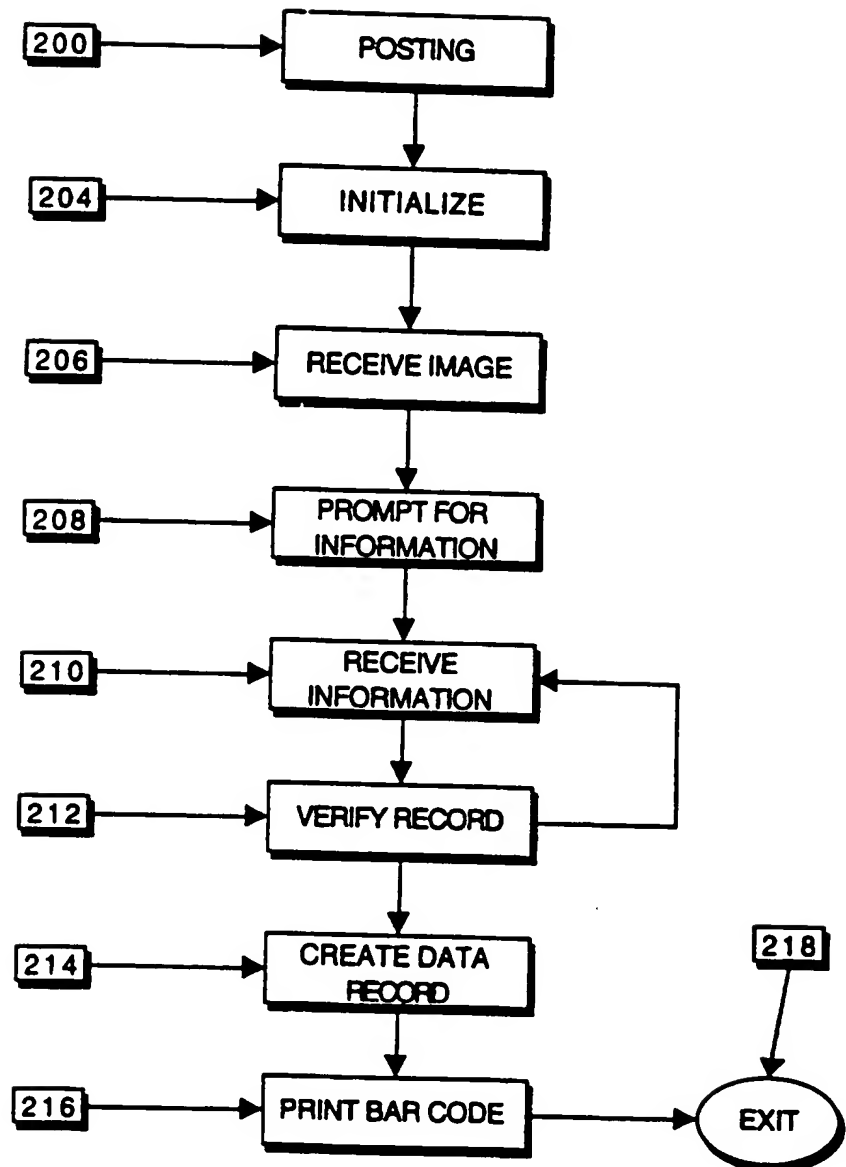 200
POSTING
204
INITIALIZE
206
RECEIVE IMAGE
208
PROMPT FOR
INFORMATION
210
RECEIVE
INFORMATION
212
VERIFY RECORD
214
CREATE DATA
RECORD
218
216
PRINT BAR CODE
EXIT